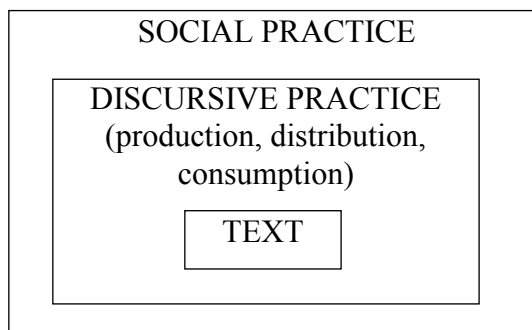 SOCIAL PRACTICE
DISCURSIVE PRACTICE
(production, distribution,
consumption)
TEXT